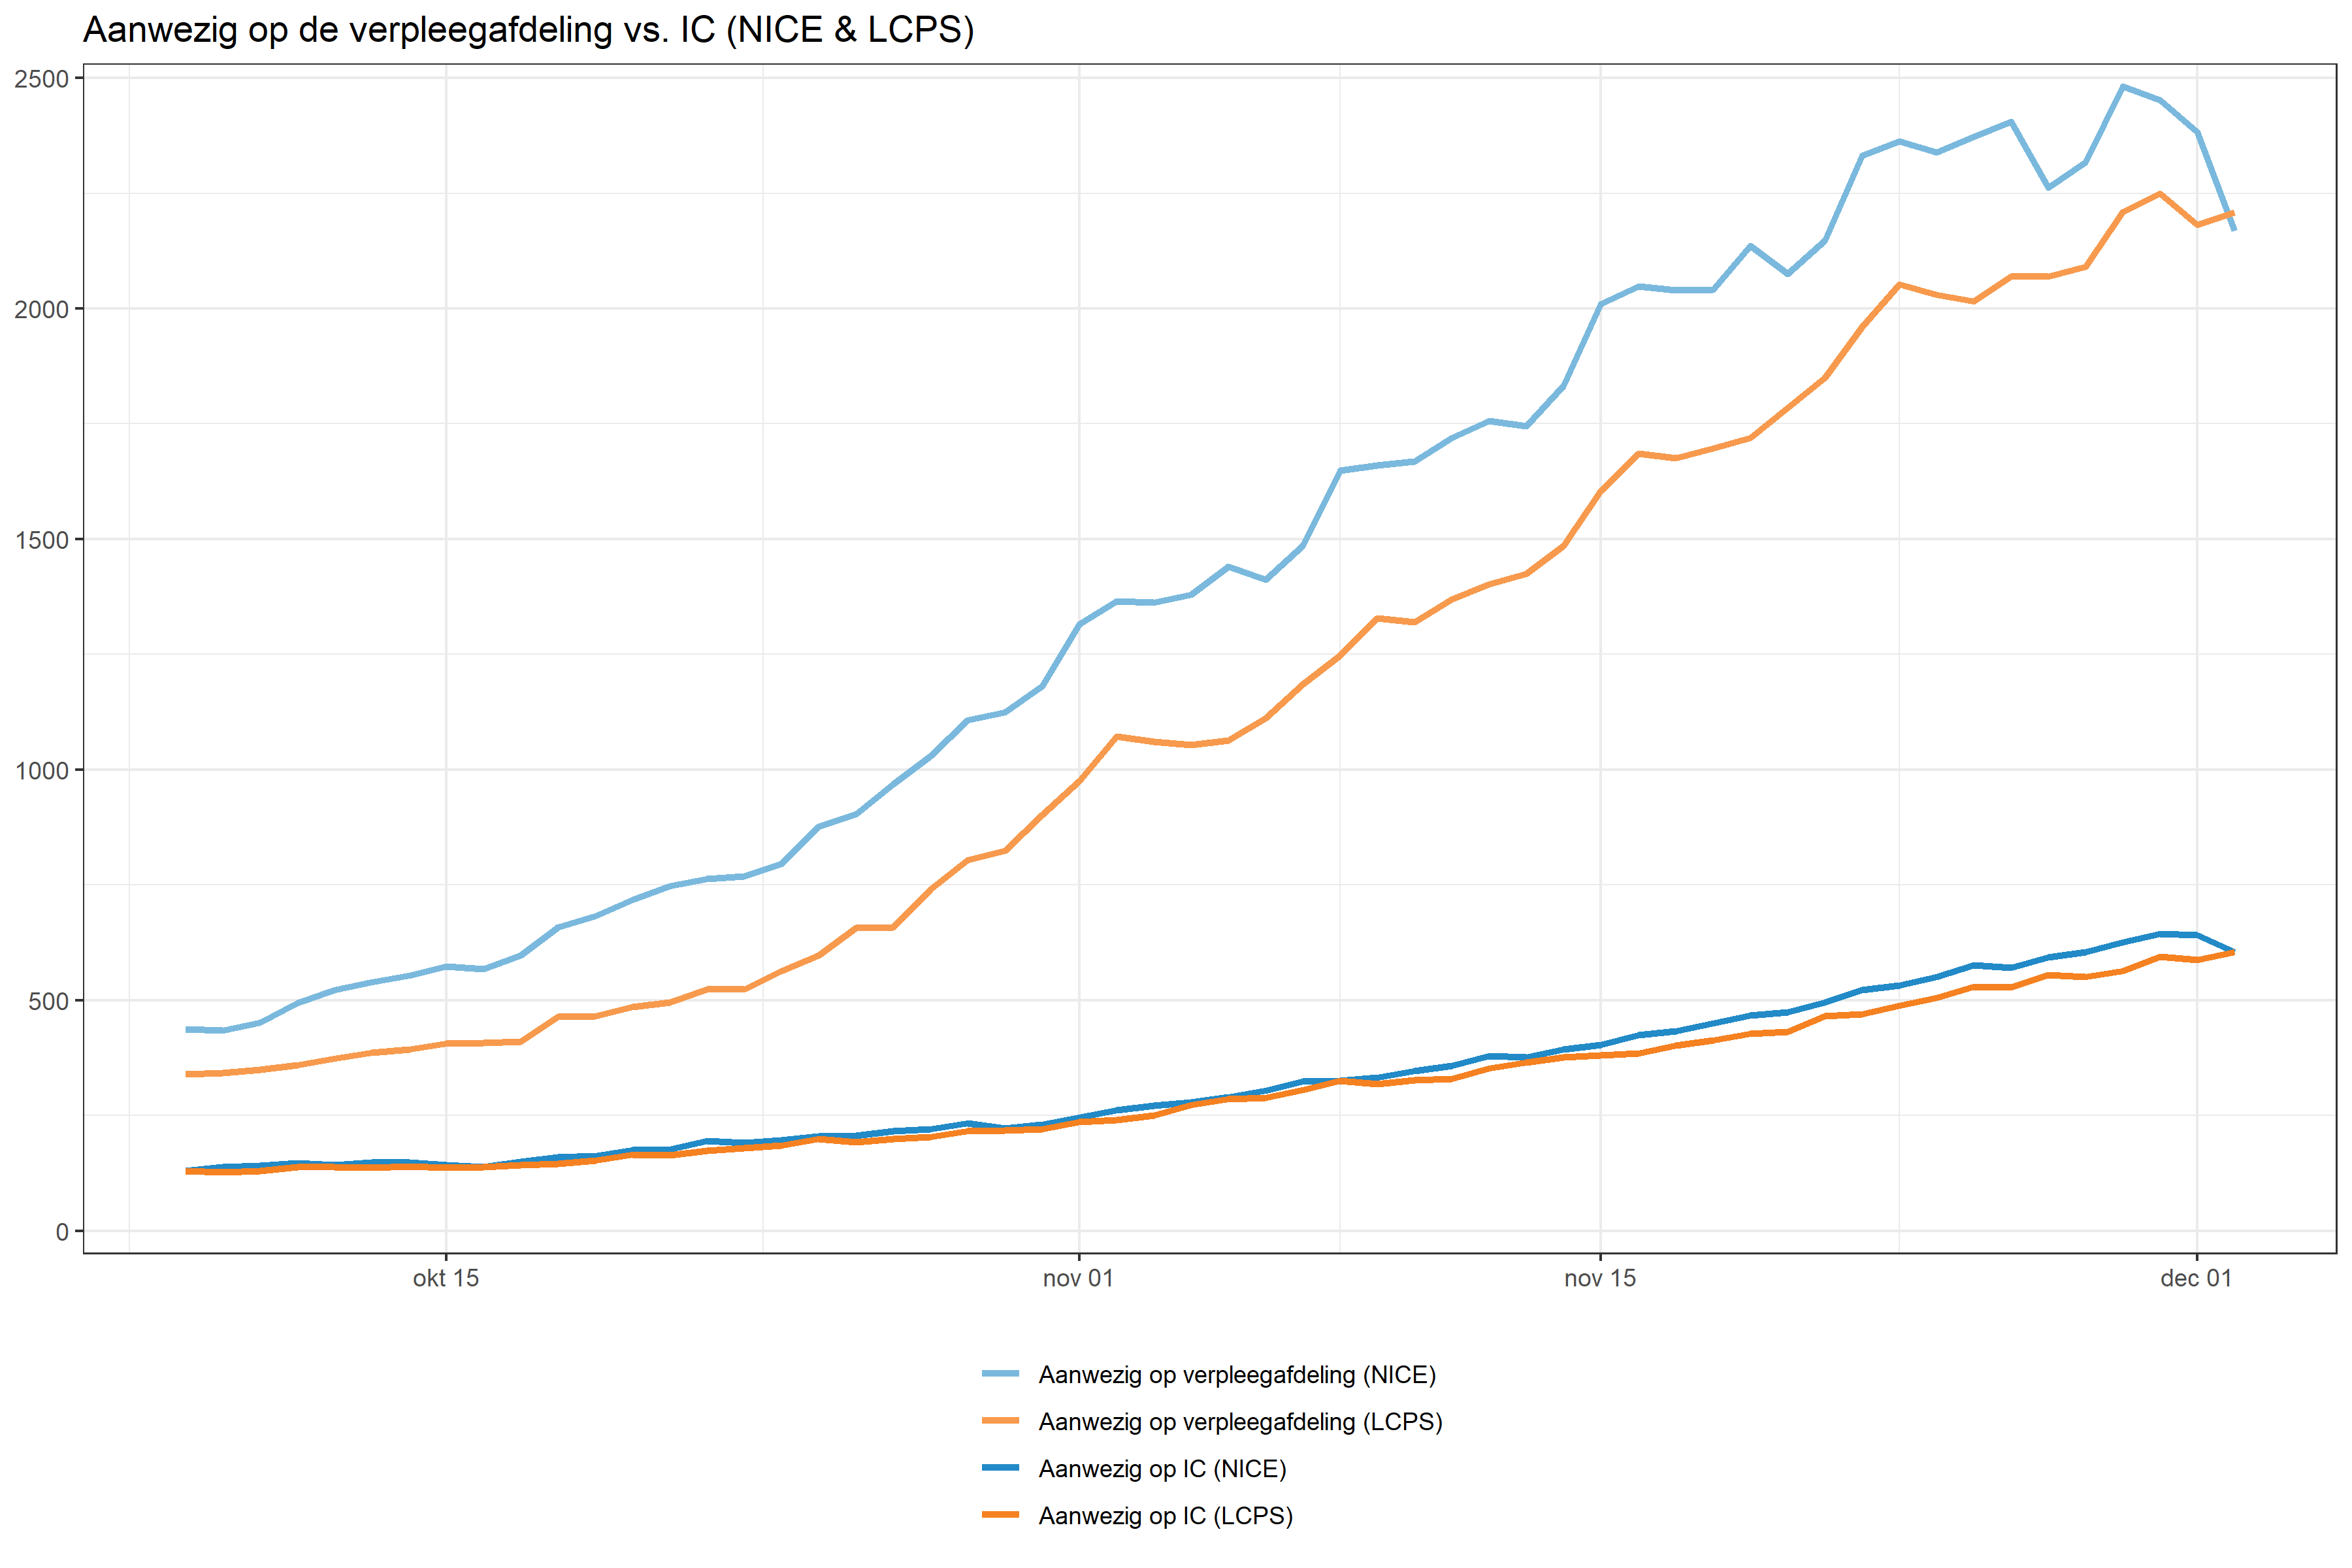 Aanwezig op de verpleegafdeling vs. IC (NICE & LCPS)
2500
2000
1500
1000
500
0
okt 15 nov 01 nov 15 dec 01
Aanwezig op verpleegafdeling (NICE)
Aanwezig op verpleegafdeling (LCPS)
Aanwezig op IC (NICE)
Aanwezig op IC (LCPS)